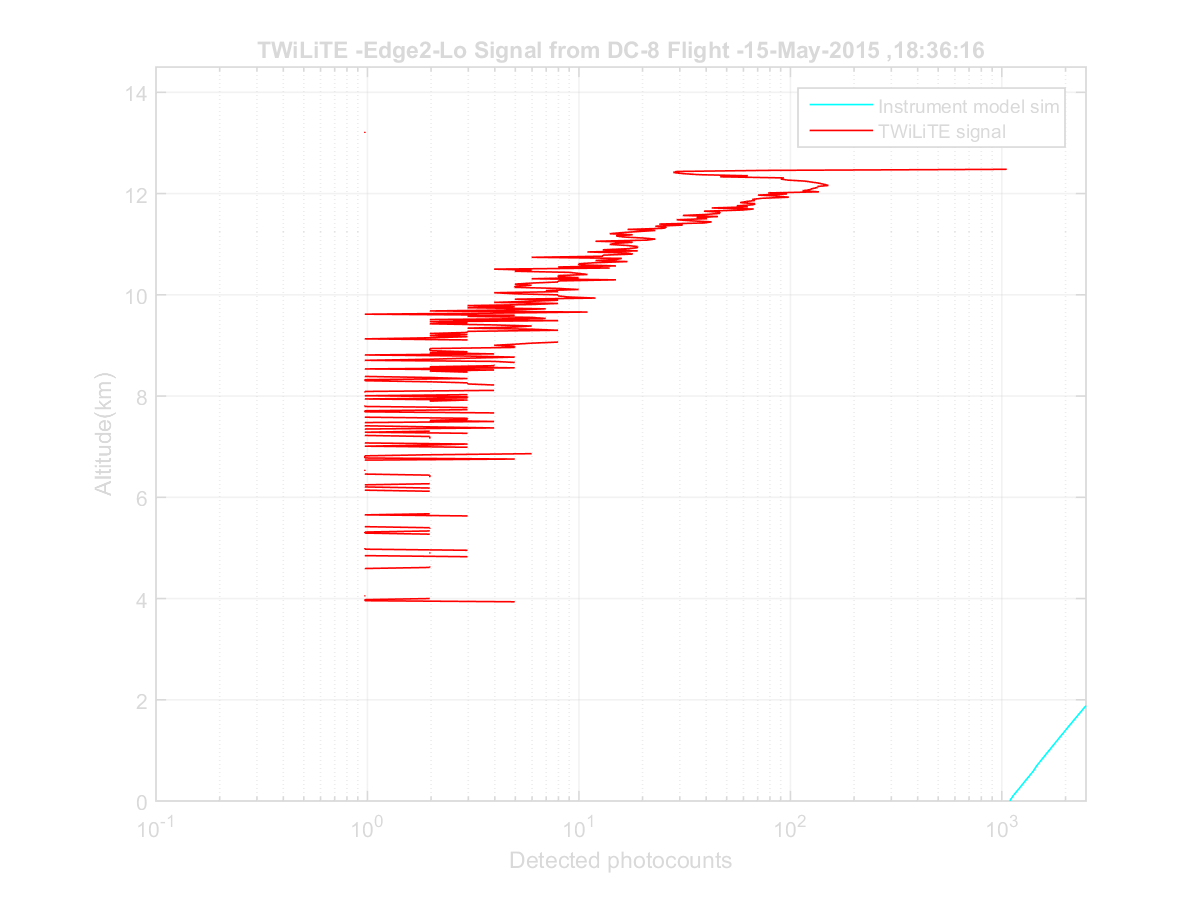 TWiLiTE -Edge2-Lo Signal from DC-8 Flight -15-May-2015 ,18:36:16
Instrument model sim
TWiLiTE signal
14
12
10
8
6
4
2
0
Altitude(km)
10^-1
10^0
10^1
10^2
10^3
Detected photocounts